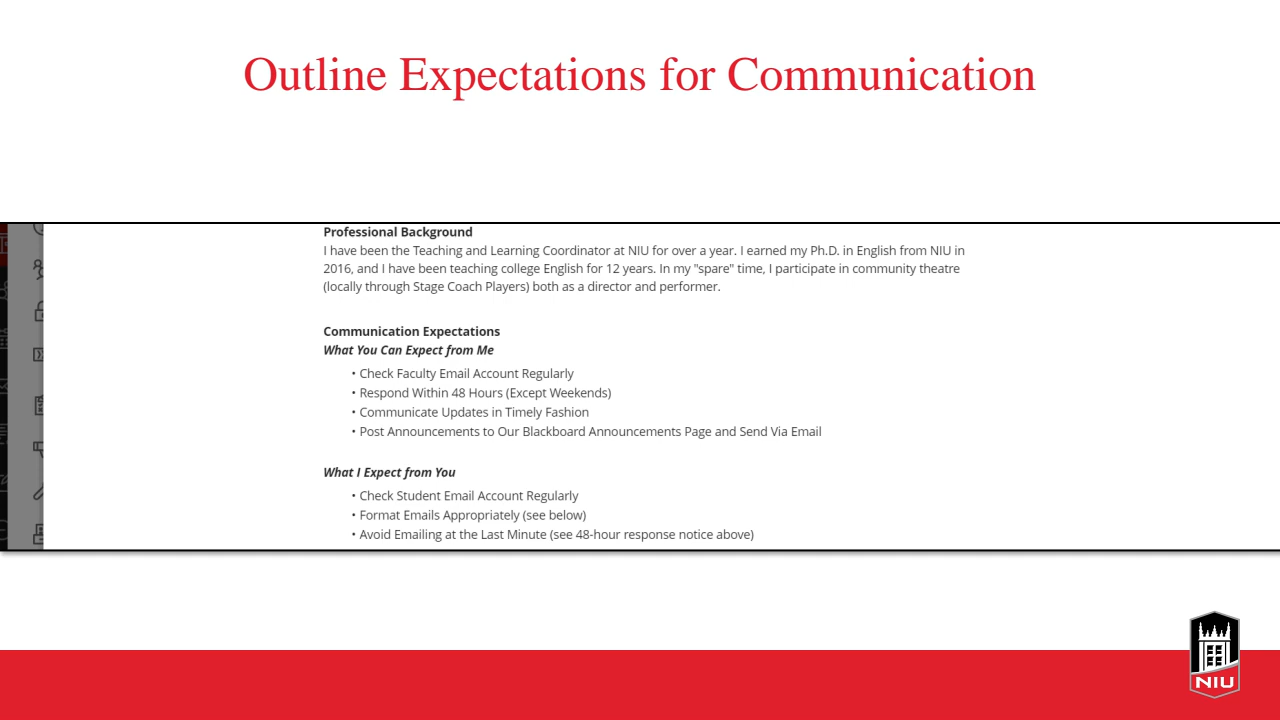 Outline Expectations for Communication
Professional Background
I have been the Teaching and Learning Coordinator at NIU for over a year. I earned my Ph.D. in English from NIU in
2016, and I have been teaching college English for 12 years. In my "spare" time, I participate in community theatre
(locally through Stage Coach Players) both as a director and performer.
Communication Expectations
What You Can Expect from Me
• Check Faculty Email Account Regularly
• Respond Within 48 Hours (Except Weekends)
• Communicate Updates in Timely Fashion
• Post Announcements to Our Blackboard Announcements Page and Send Via Email
What I Expect from You
• Check Student Email Account Regularly
• Format Emails Appropriately (see below)
• Avoid Emailing at the Last Minute (see 48-hour response notice above)
NIU